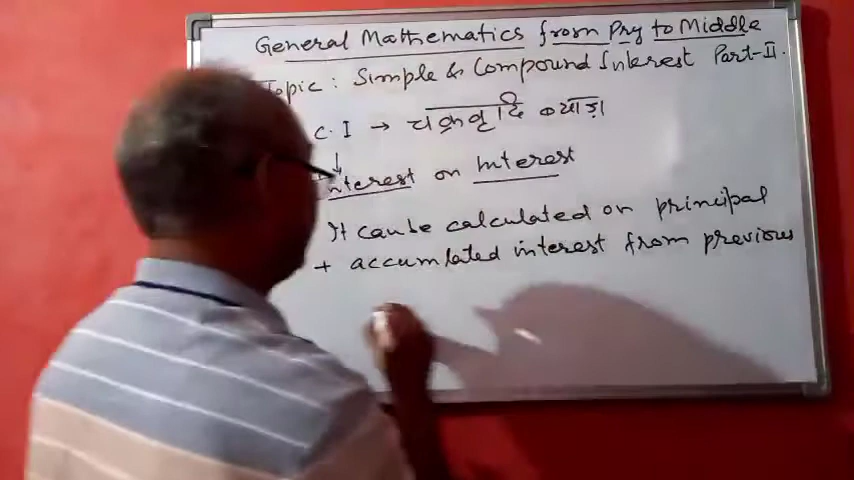 General Mathematics from Pry to Middle
Topic : Simple & Compound Interest Part-II.
C. I → चक्रवृद्धि ब्याज
↓
Interest on Interest
It can be calculated on principal
+ accumlated interest from previous